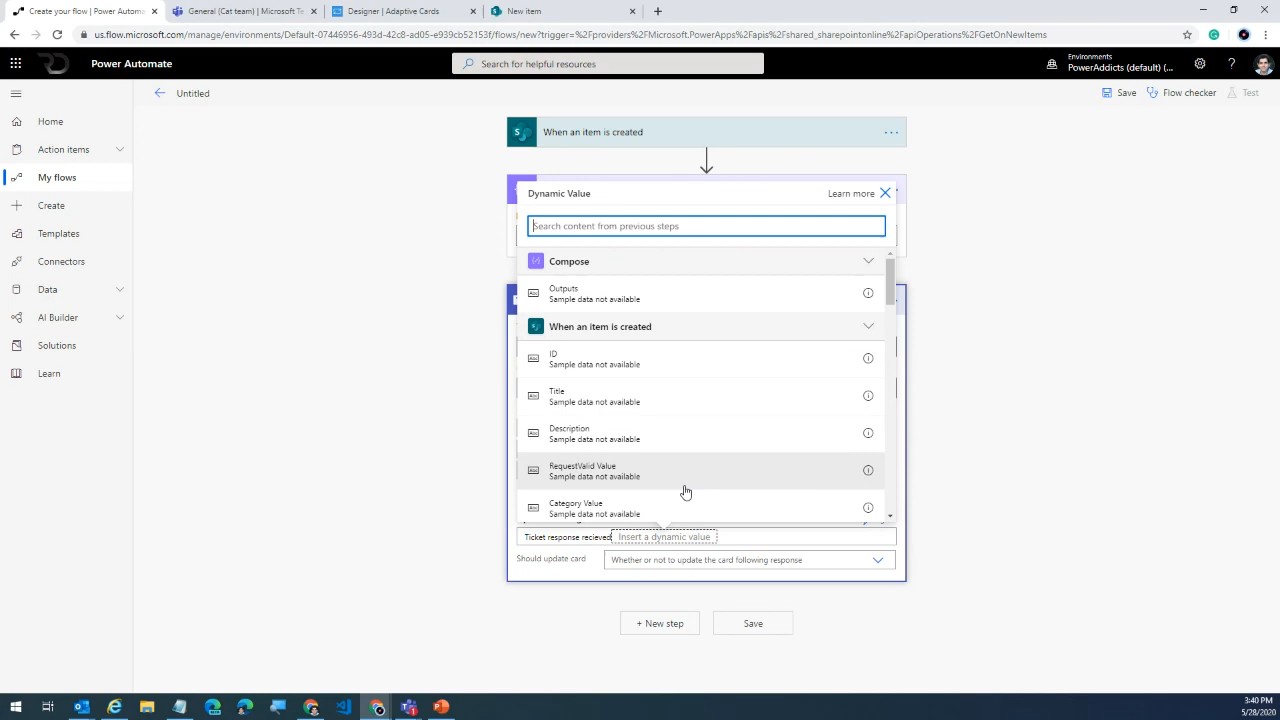 Create your flow | Power Automa
General (Cat team) | Microsoft Te
Designer | Adaptive Cards
New item
us.flow.microsoft.com/manage/environments/Default-07446956-493d-42c8-ad05-e939cb52153f/flows/new?trigger=%2Fproviders%2FMicrosoft.PowerApps%2Fapis%2Fshared_sharepointonline%2FapiOperations%2FGetOnNewItems
Power Automate
Search for helpful resources
Environments
PowerAddicts (default) (...
Untitled
Save
Flow checker
Test
Home
Action items
My flows
Create
Templates
Connectors
Data
AI Builder
Solutions
Learn
When an item is created
Dynamic Value
Learn more
Search content from previous steps
Compose
Outputs
Sample data not available
When an item is created
ID
Sample data not available
Title
Sample data not available
Description
Sample data not available
RequestValid Value
Sample data not available
Category Value
Sample data not available
Ticket response recieved
Insert a dynamic value
Should update card
Whether or not to update the card following response
+ New step
Save
3:40 PM
5/28/2020